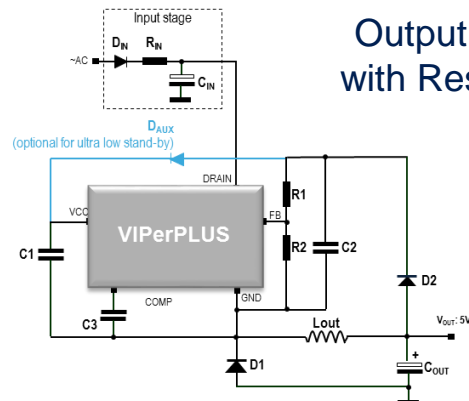 Input stage
Output
with Res
~AC
DIN
RIN
CIN
DAUX
(optional for ultra low stand-by)
DRAIN
VCC
FB
R1
VIPerPLUS
C1
R2
C2
GND
COMP
D2
C3
Lout
VOUT: 5V
D1
+
COUT